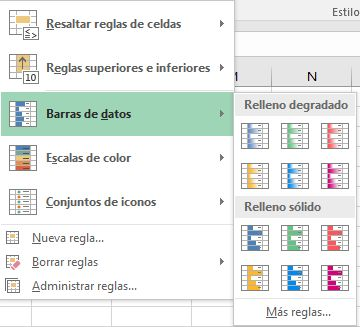 Estilo
Resaltar reglas de celdas
Reglas superiores e inferiores
10
N
Barras de datos
Relleno degradado
Escalas de color
Conjuntos de iconos
Relleno sólido
Nueva regla...
Borrar reglas
Administrar reglas...
Más reglas...